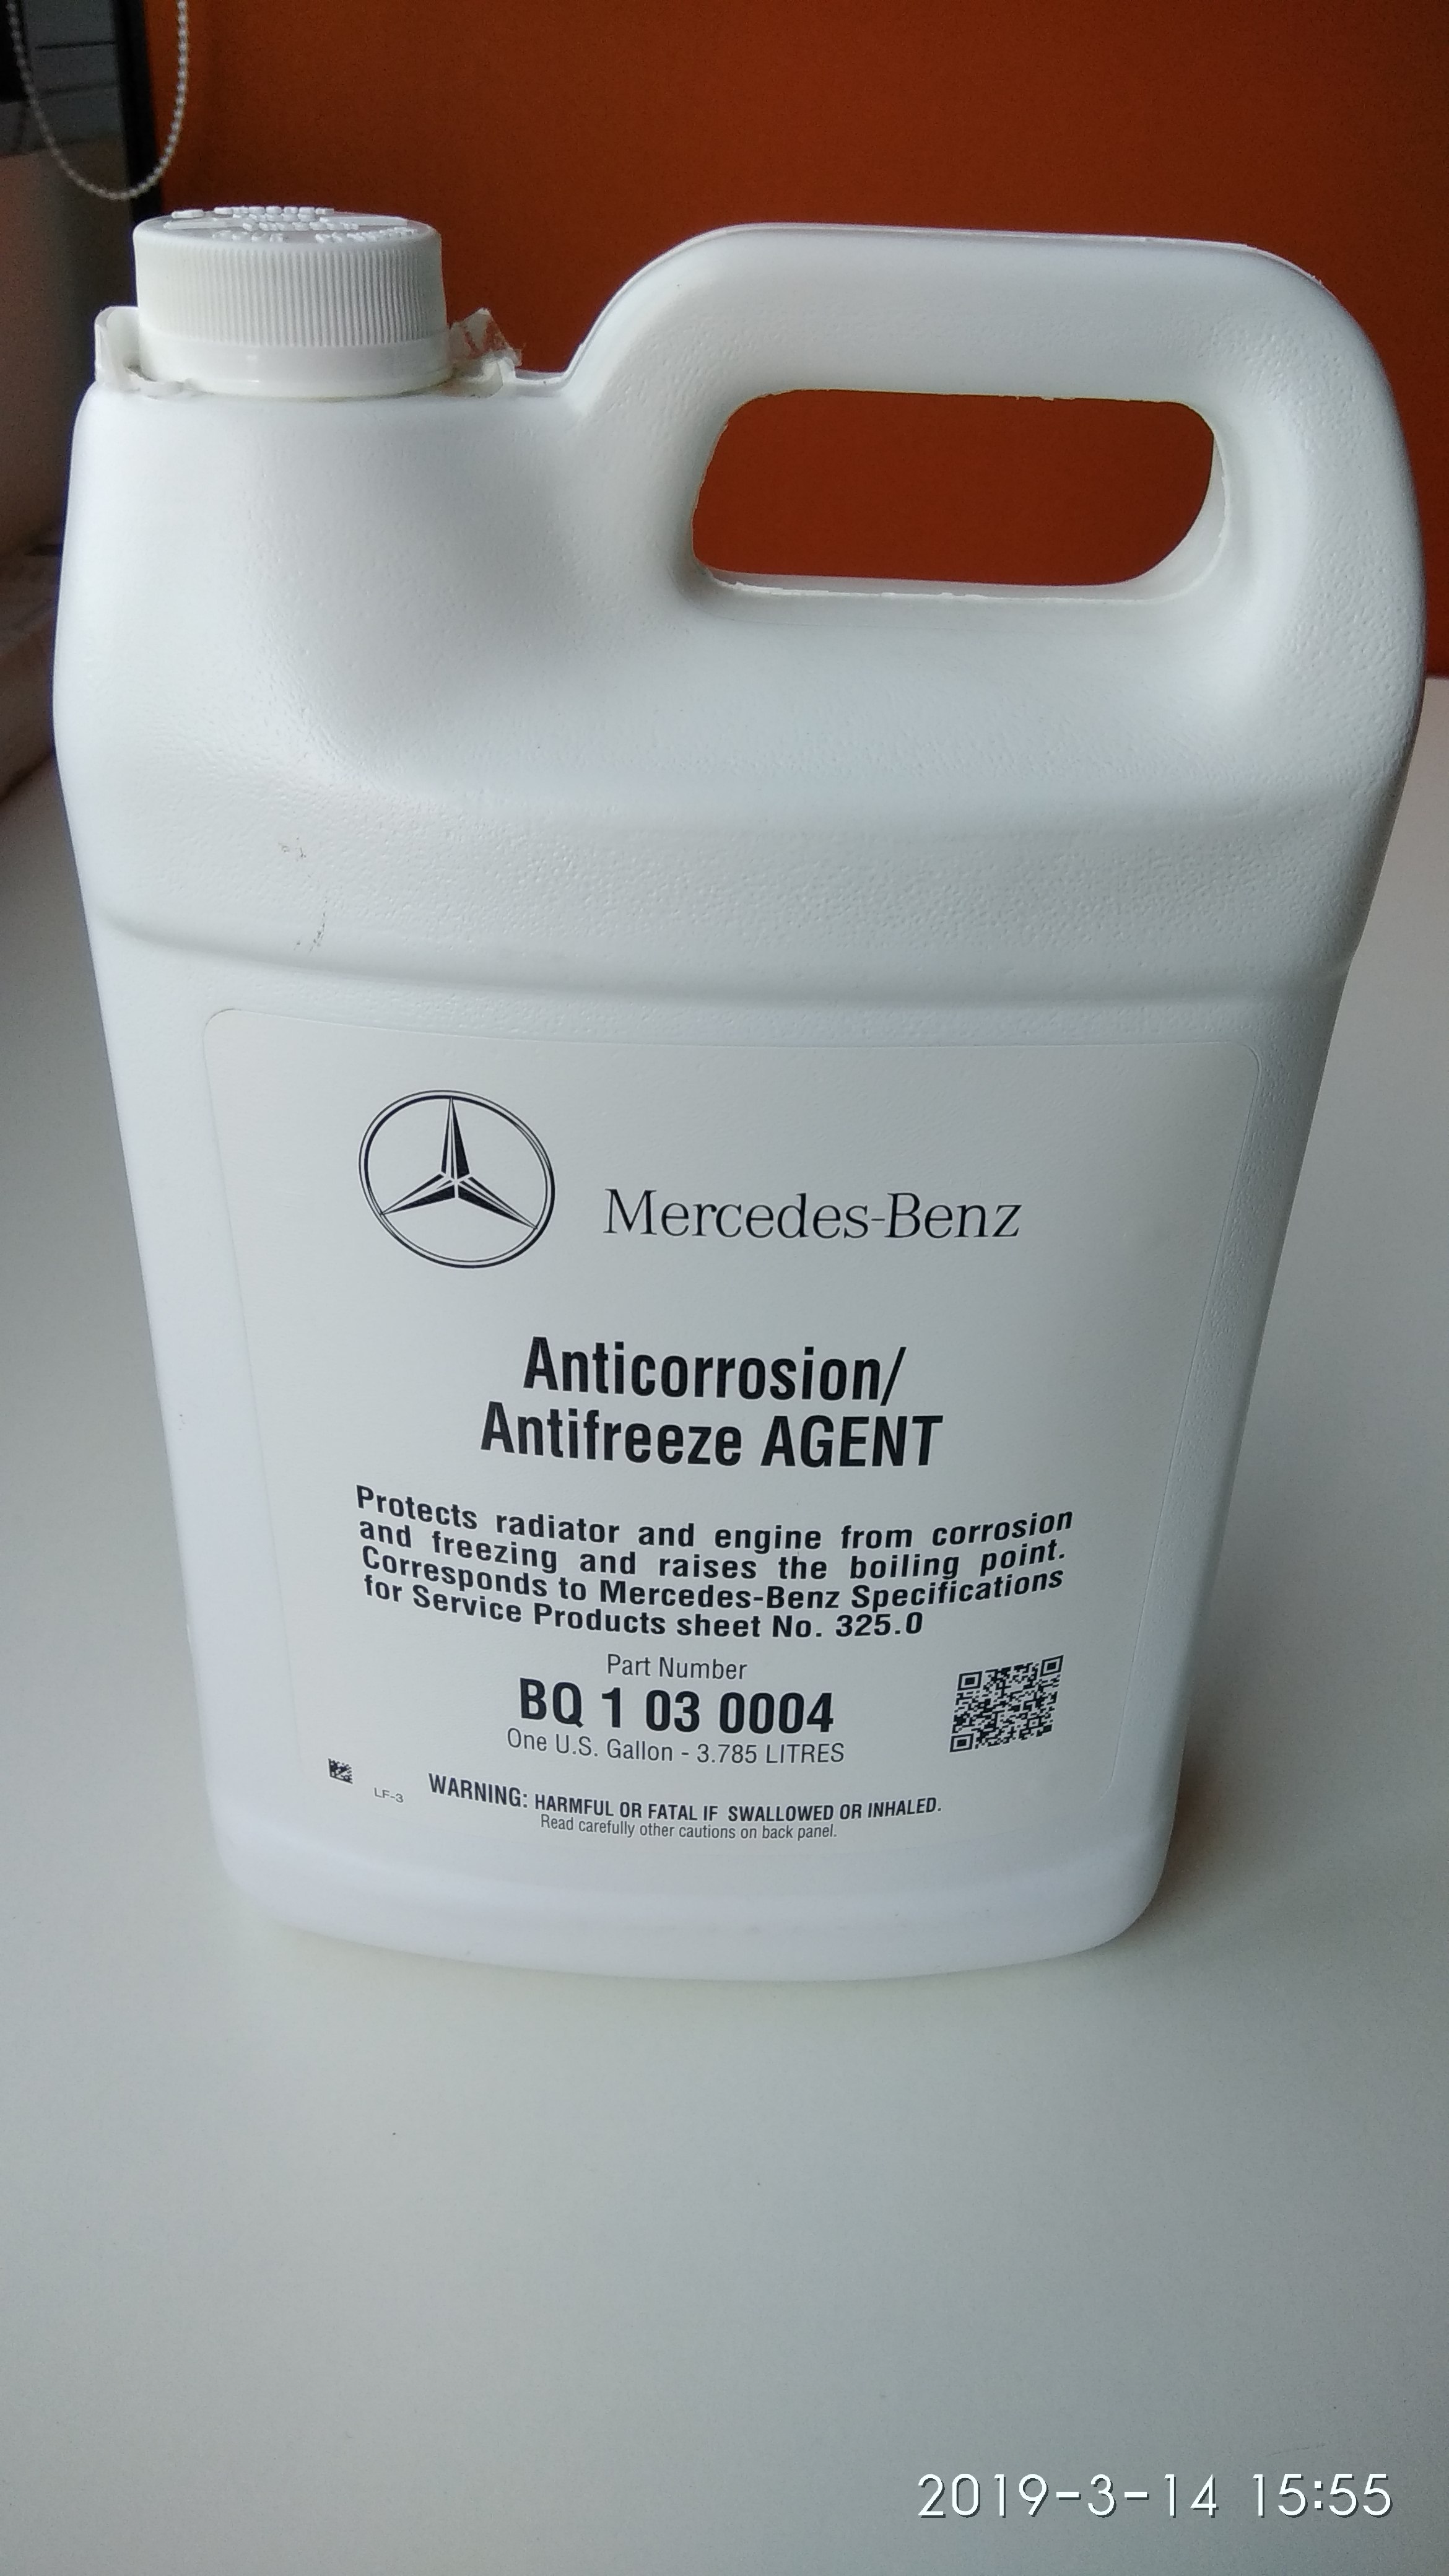 Mercedes-Benz
Anticorrosion/
Antifreeze AGENT
Protects radiator and engine from corrosion
and freezing and raises the boiling point.
Corresponds to Mercedes-Benz Specifications
for Service Products sheet No. 325.0
Part Number
BQ 1 03 0004
One U.S. Gallon - 3.785 LITRES
LF-3
WARNING: HARMFUL OR FATAL IF SWALLOWED OR INHALED.
Read carefully other cautions on back panel.
2019-3-14 15:55